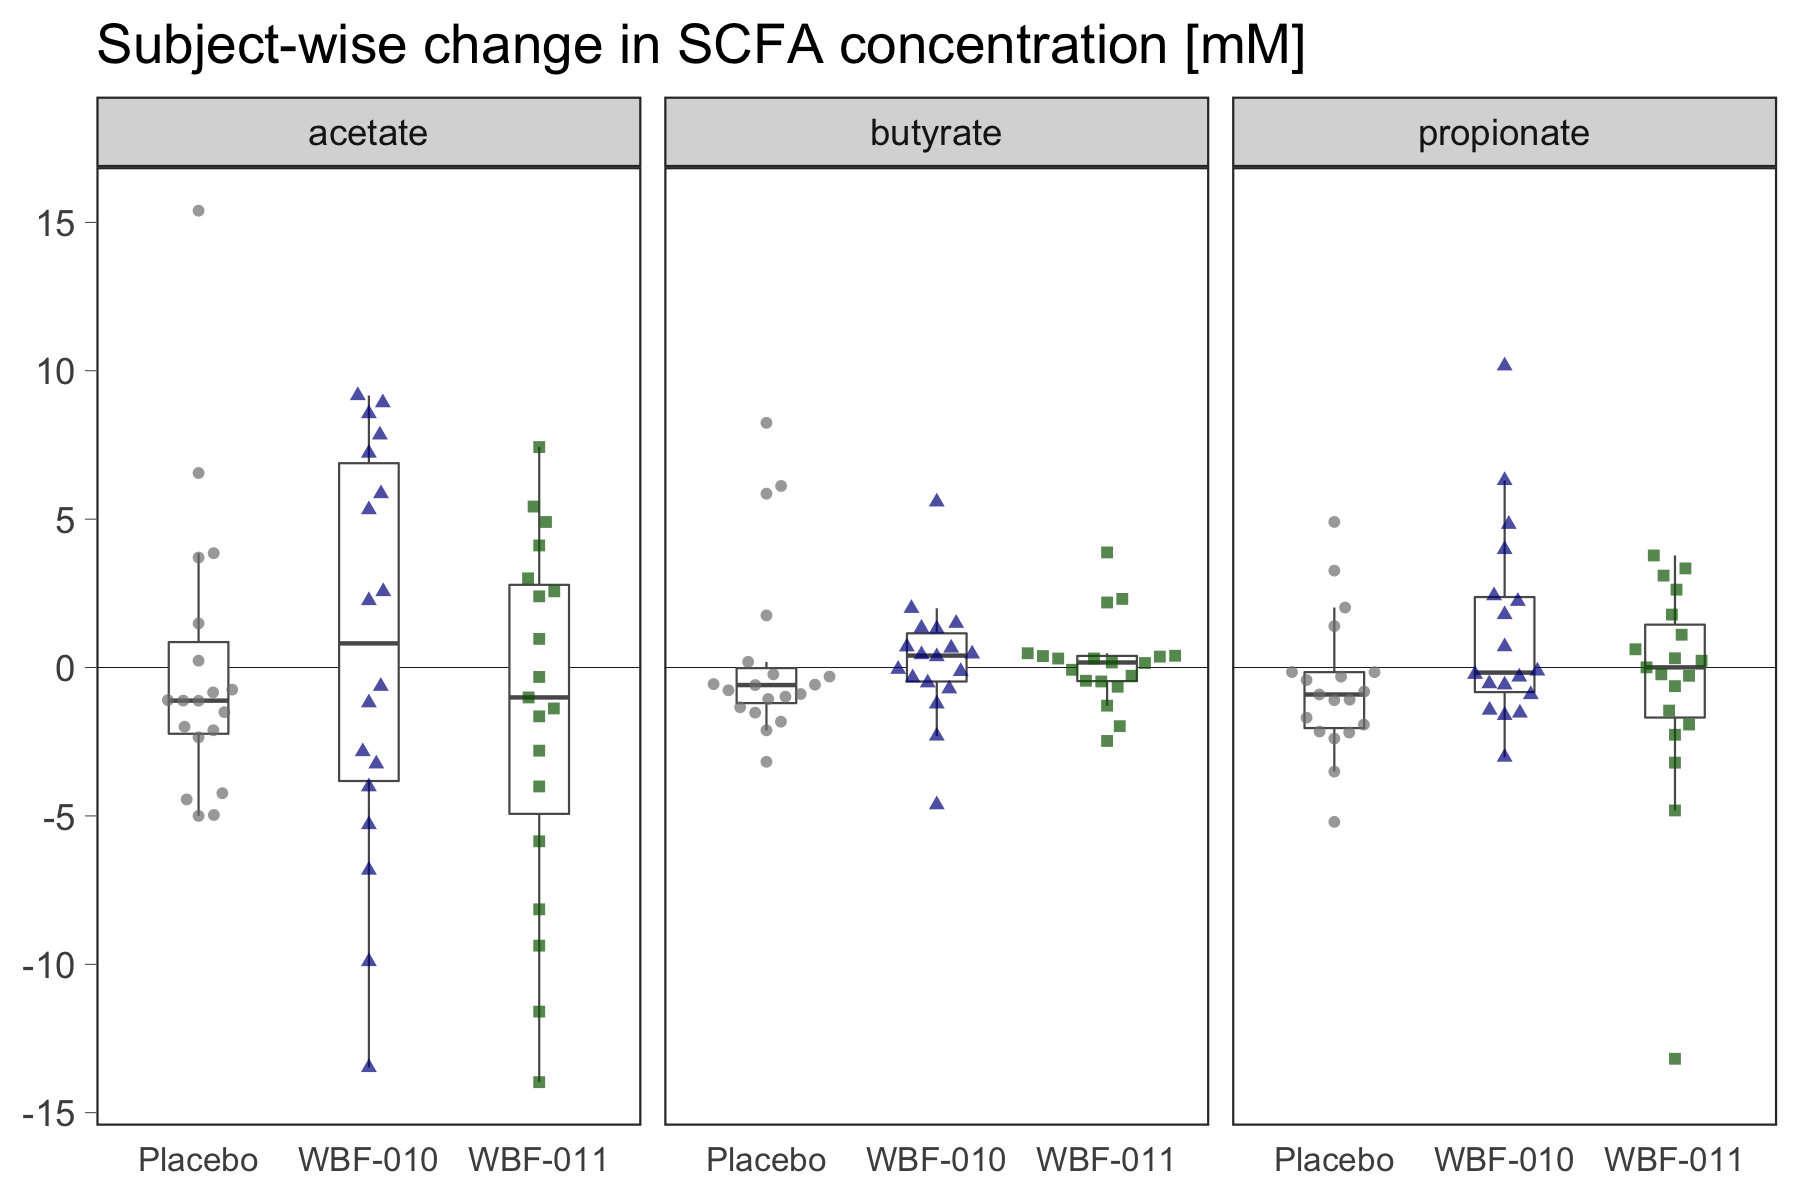 Subject-wise change in SCFA concentration [mM]
acetate butyrate propionate
15
10
5
0
-5
-10
-15
Placebo WBF-010 WBF-011 Placebo WBF-010 WBF-011 Placebo WBF-010 WBF-011